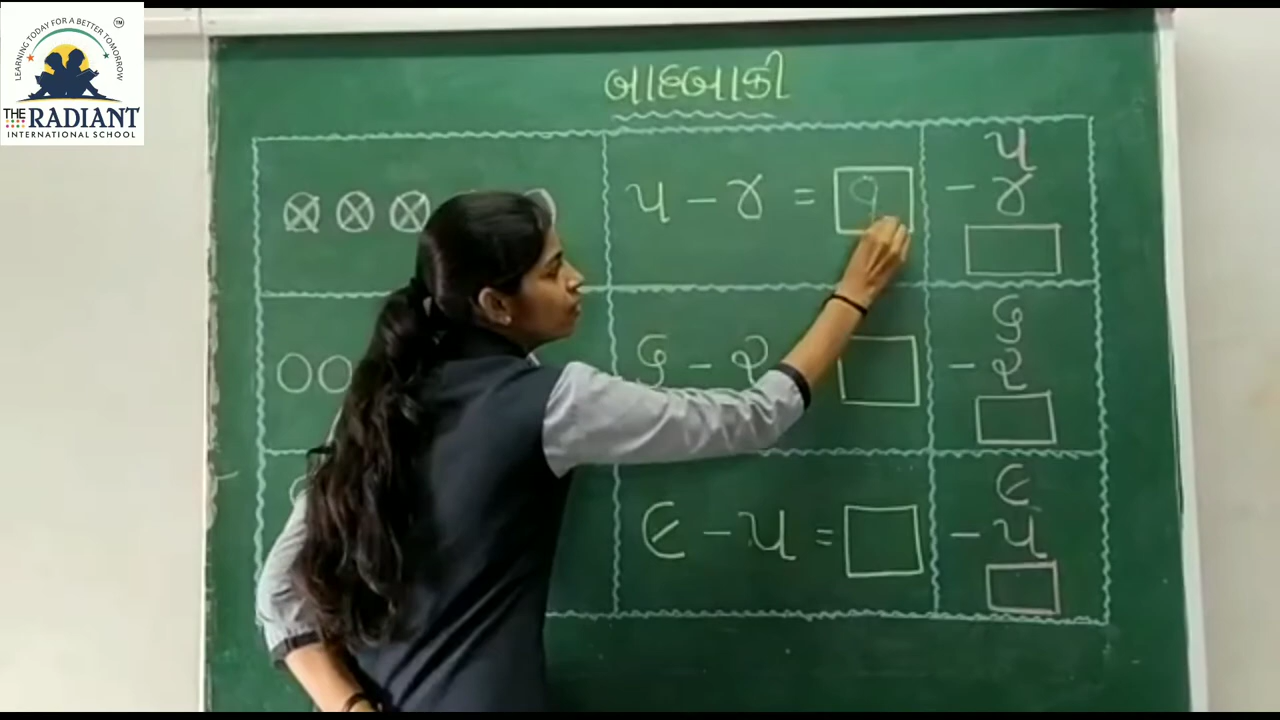 LEARNING TODAY FOR A BETTER TOMORROW
TM
THE RADIANT
INTERNATIONAL SCHOOL
બાદબાકી
૫ - ૪ = ૧
૫
- ૪
૬ - ૨
૬
- ૨
૯ - ૫ =
૯
- ૫